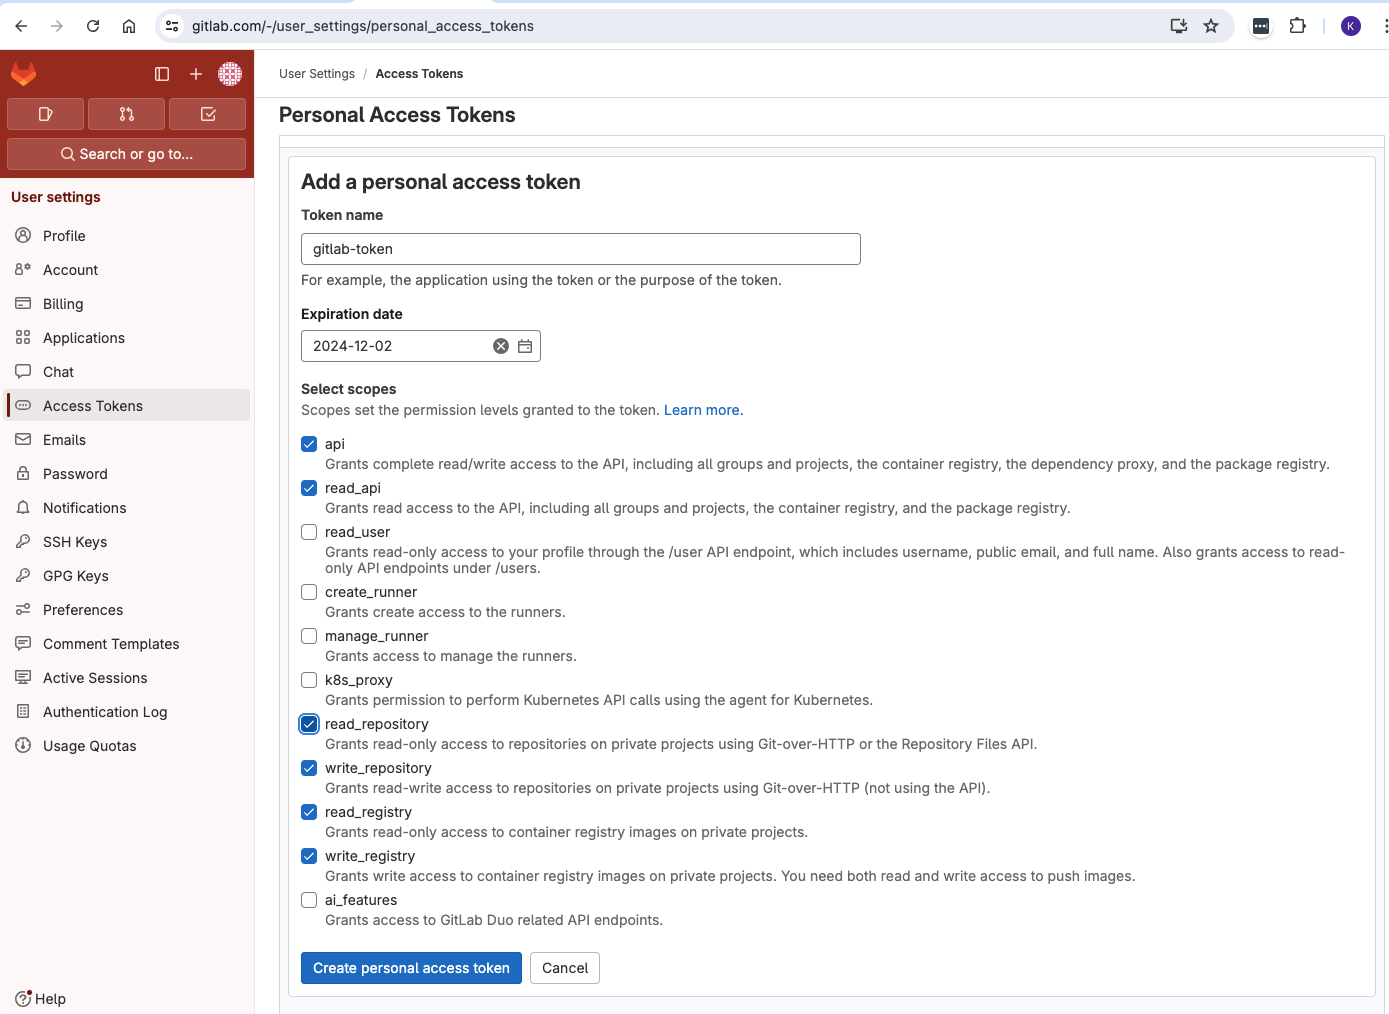 gitlab.com/-/user_settings/personal_access_tokens
K
User Settings / Access Tokens
Search or go to...
User settings
Profile
Account
Billing
Applications
Chat
Access Tokens
Emails
Password
Notifications
SSH Keys
GPG Keys
Preferences
Comment Templates
Active Sessions
Authentication Log
Usage Quotas
Help
Personal Access Tokens
Add a personal access token
Token name
gitlab-token
For example, the application using the token or the purpose of the token.
Expiration date
2024-12-02
Select scopes
Scopes set the permission levels granted to the token. Learn more.
api
Grants complete read/write access to the API, including all groups and projects, the container registry, the dependency proxy, and the package registry.
read_api
Grants read access to the API, including all groups and projects, the container registry, and the package registry.
read_user
Grants read-only access to your profile through the /user API endpoint, which includes username, public email, and full name. Also grants access to read-
only API endpoints under /users.
create_runner
Grants create access to the runners.
manage_runner
Grants access to manage the runners.
k8s_proxy
Grants permission to perform Kubernetes API calls using the agent for Kubernetes.
read_repository
Grants read-only access to repositories on private projects using Git-over-HTTP or the Repository Files API.
write_repository
Grants read-write access to repositories on private projects using Git-over-HTTP (not using the API).
read_registry
Grants read-only access to container registry images on private projects.
write_registry
Grants write access to container registry images on private projects. You need both read and write access to push images.
ai_features
Grants access to GitLab Duo related API endpoints.
Create personal access token
Cancel